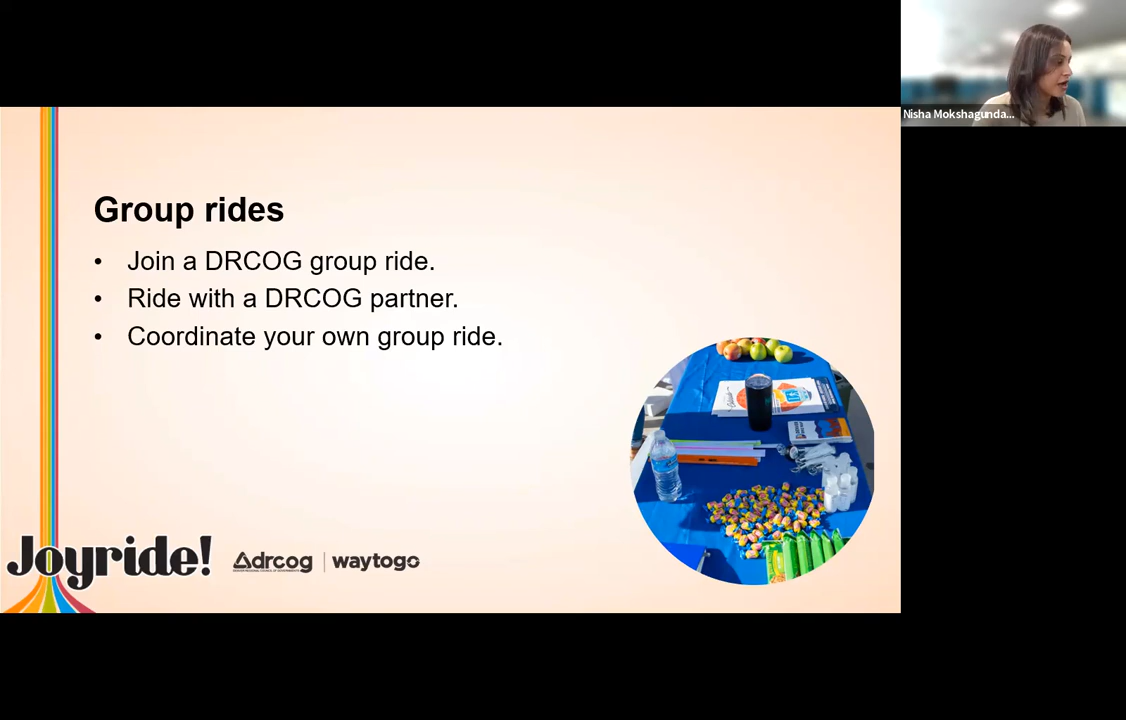 Nisha Mokshagunda...
Group rides
• Join a DRCOG group ride.
• Ride with a DRCOG partner.
• Coordinate your own group ride.
Joyride!
drcog | waytogo